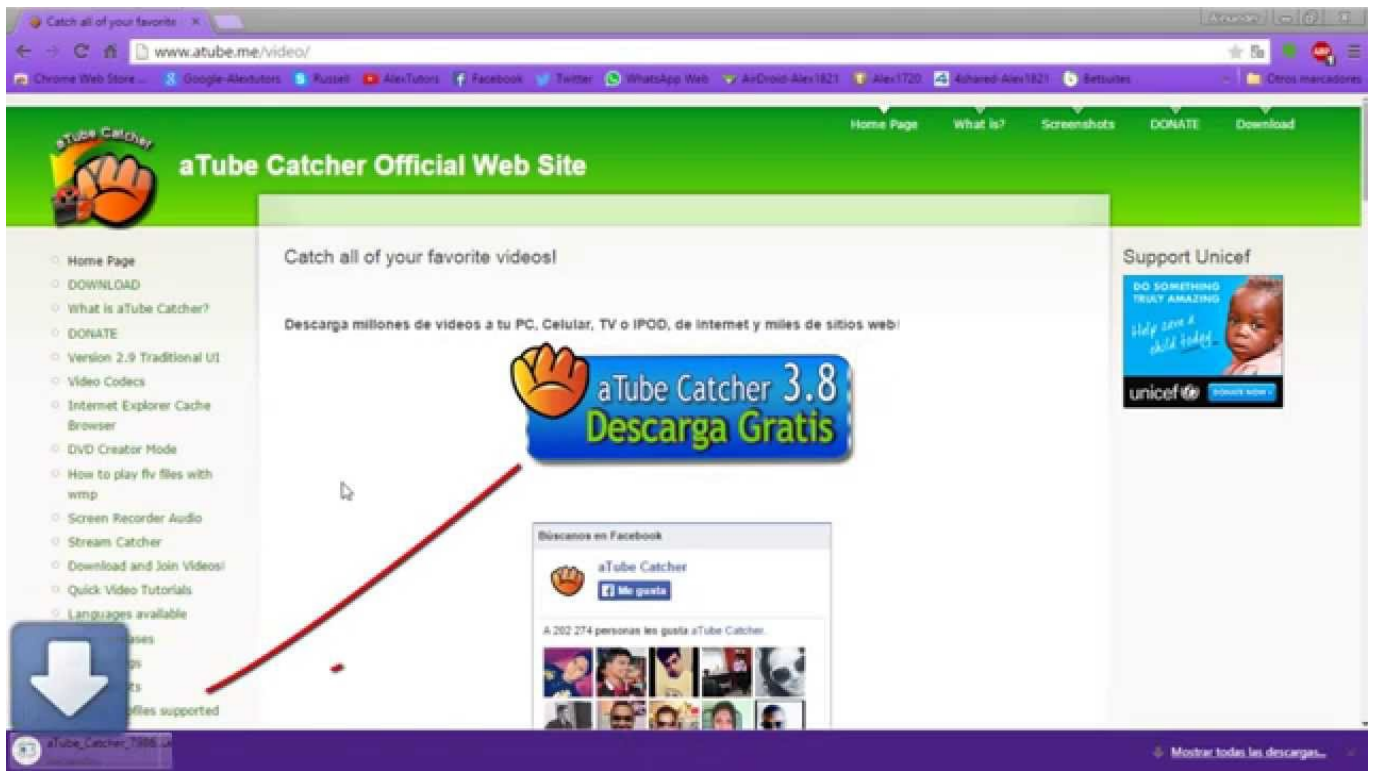 Catch all of your favorite
www.atube.me/video/
Chrome Web Store
Google-Alextutors
Russell
AlexTutors
Facebook
Twitter
WhatsApp Web
AirDroid-Alex1821
Alex1720
4shared-Alex1821
Betsuites
Otros marcadores
aTube Catcher
aTube Catcher Official Web Site
Home Page
What is?
Screenshots
DONATE
Download
Home Page
DOWNLOAD
What is aTube Catcher?
DONATE
Version 2.9 Traditional UI
Video Codecs
Internet Explorer Cache
Browser
DVD Creator Mode
How to play flv files with
wmp
Screen Recorder Audio
Stream Catcher
Download and Join Videos!
Quick Video Tutorials
Languages available
supported
Catch all of your favorite videos!
Descarga millones de videos a tu PC, Celular, TV o IPOD, de Internet y miles de sitios web!
aTube Catcher 3.8
Descarga Gratis
Búscanos en Facebook
aTube Catcher
Me gusta
A 202 274 personas les gusta aTube Catcher.
Support Unicef
DO SOMETHING
TRULY AMAZING
Help save a
child today.
unicef
DONATE NOW
Mostrar todas las descargas...